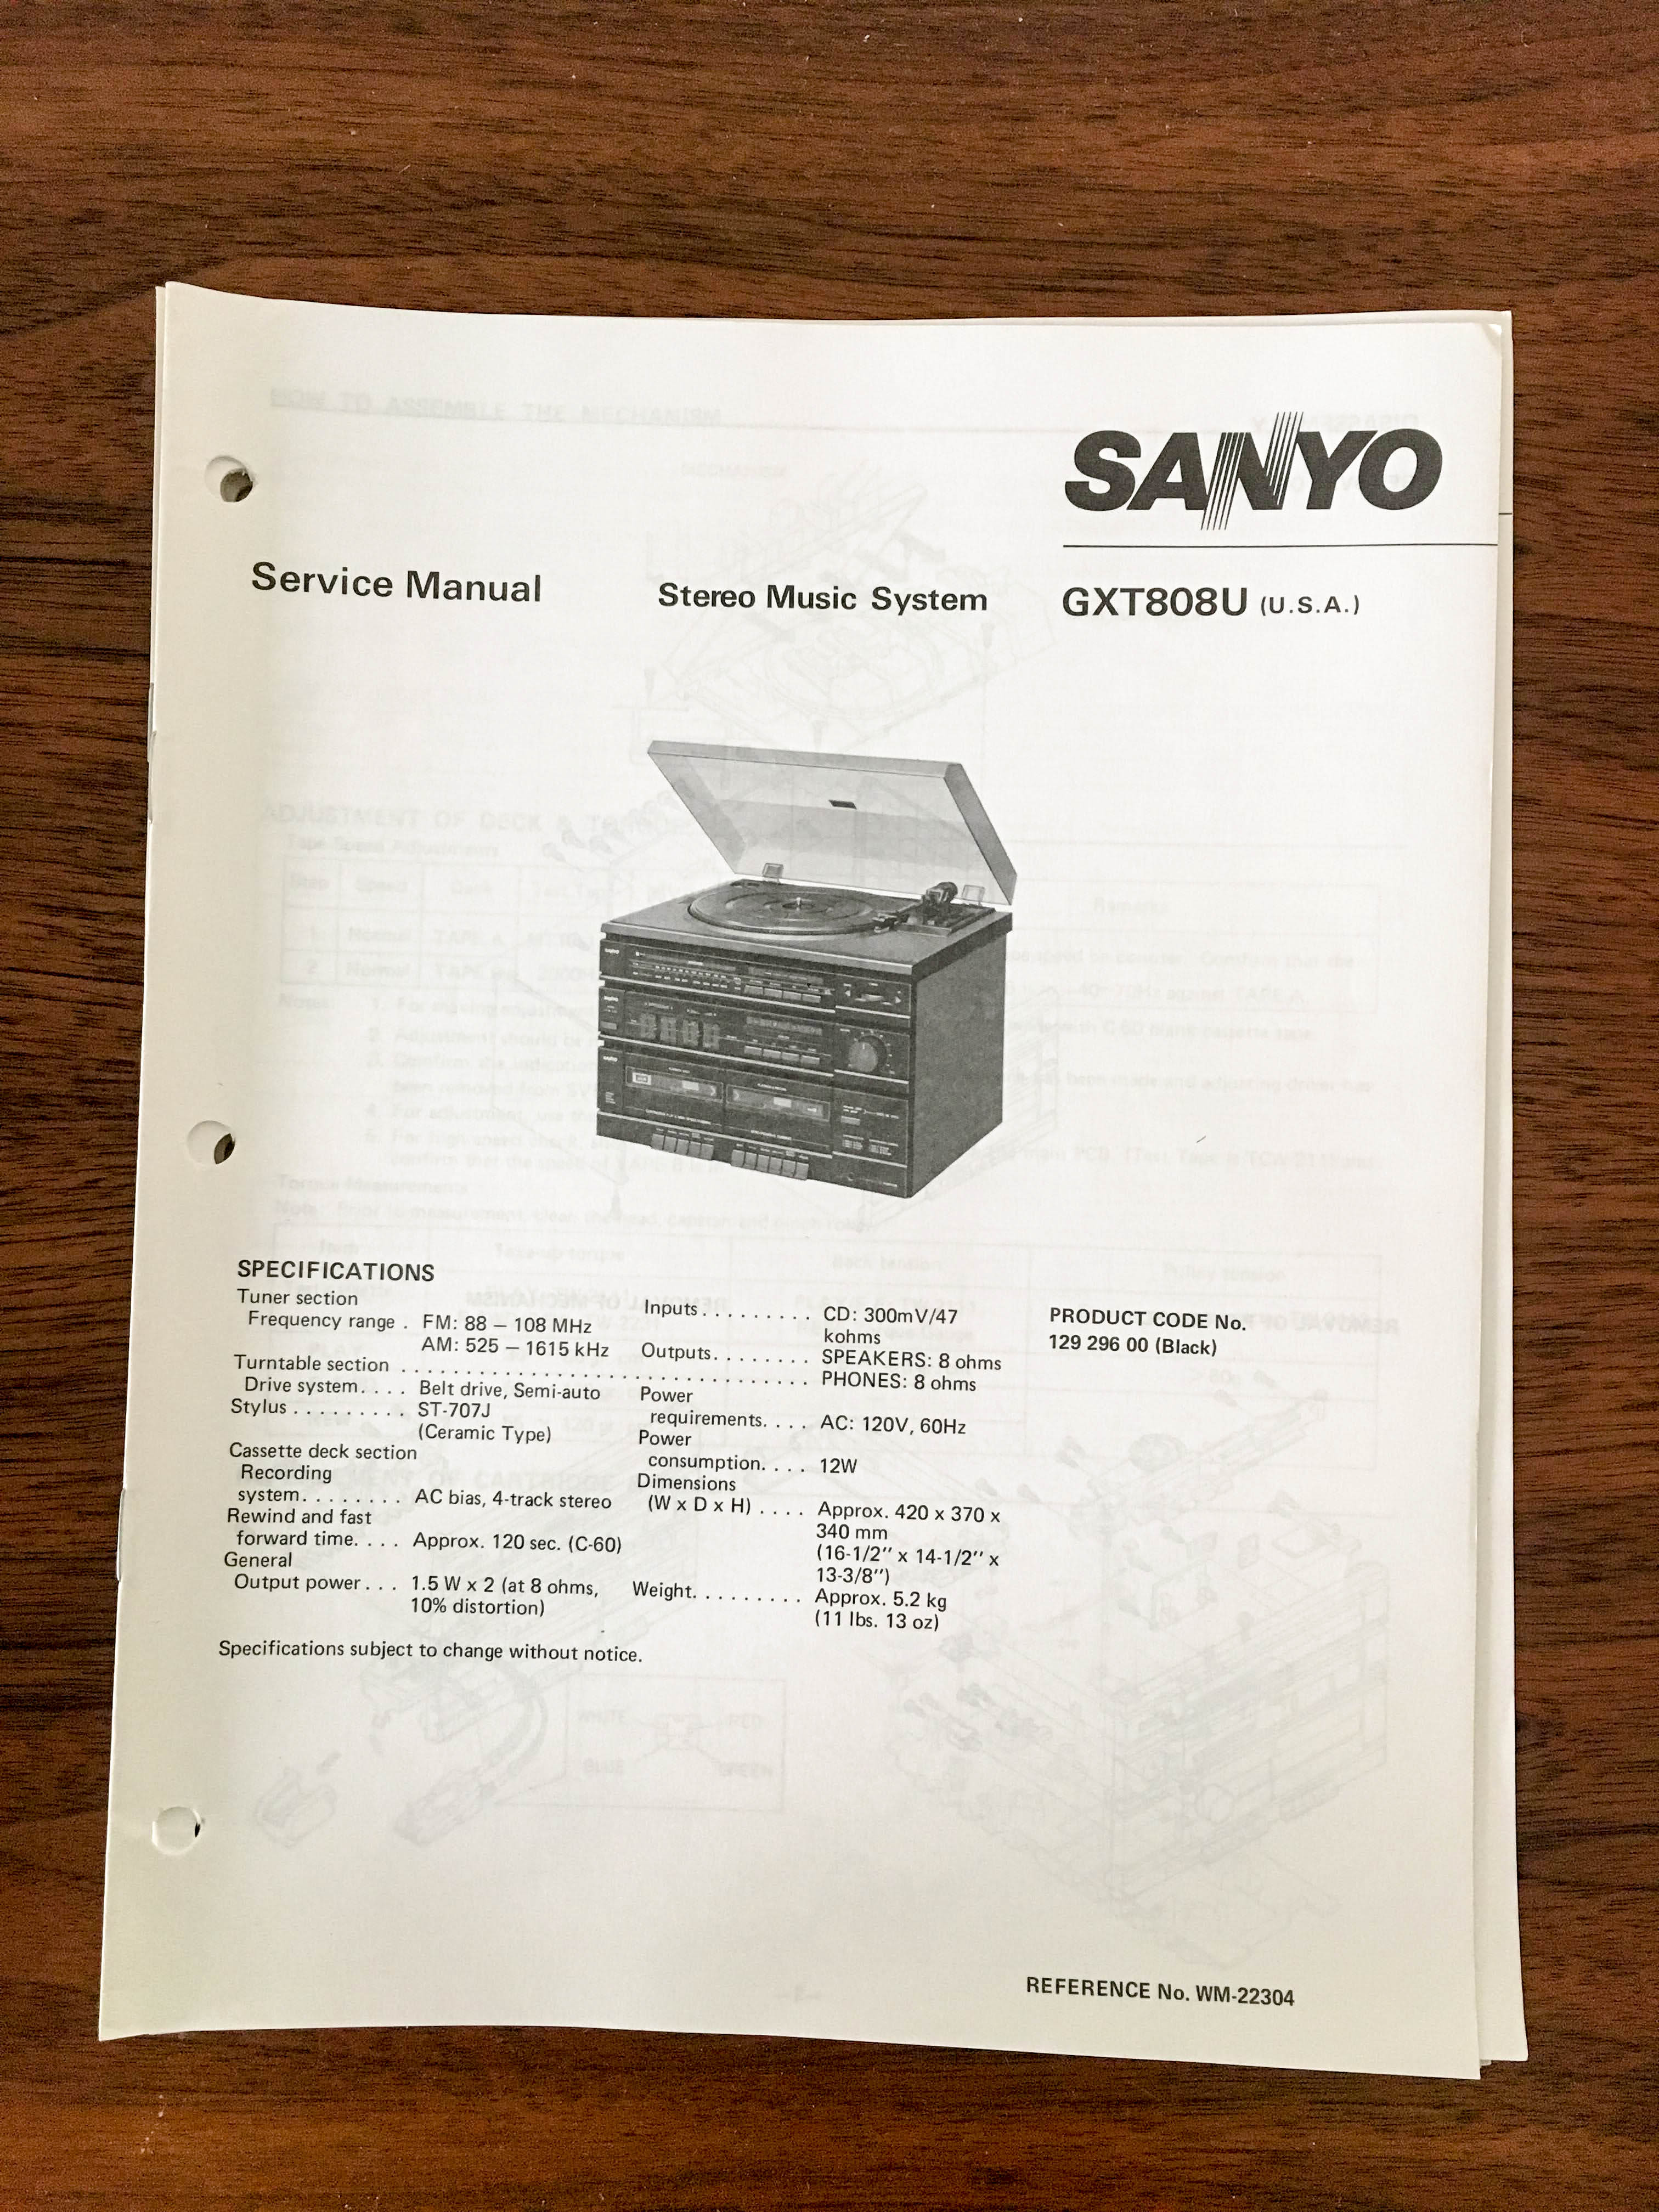 SANYO
Service Manual
Stereo Music System
GXT808U (U.S.A.)
SPECIFICATIONS
Tuner section
Frequency range . FM: 88 – 108 MHz
AM: 525 – 1615 kHz
Turntable section . . . . . . . . . . . . . . . . . . . . . . . . . . . . . . . .
Drive system. . . . Belt drive, Semi-auto
Stylus . . . . . . . . . ST-707J
(Ceramic Type)
Cassette deck section
Recording
system. . . . . . . . AC bias, 4-track stereo
Rewind and fast
forward time. . . . Approx. 120 sec. (C-60)
General
Output power . . . 1.5 W x 2 (at 8 ohms,
10% distortion)
Inputs . . . . . . . . . CD: 300mV/47
kohms
Outputs. . . . . . . . SPEAKERS: 8 ohms
PHONES: 8 ohms
Power
requirements. . . . AC: 120V, 60Hz
Power
consumption. . . . 12W
Dimensions
(W x D x H) . . . . Approx. 420 x 370 x
340 mm
(16-1/2" x 14-1/2" x
13-3/8")
Weight. . . . . . . . . Approx. 5.2 kg
(11 lbs. 13 oz)
PRODUCT CODE No.
129 296 00 (Black)
Specifications subject to change without notice.
REFERENCE No. WM-22304